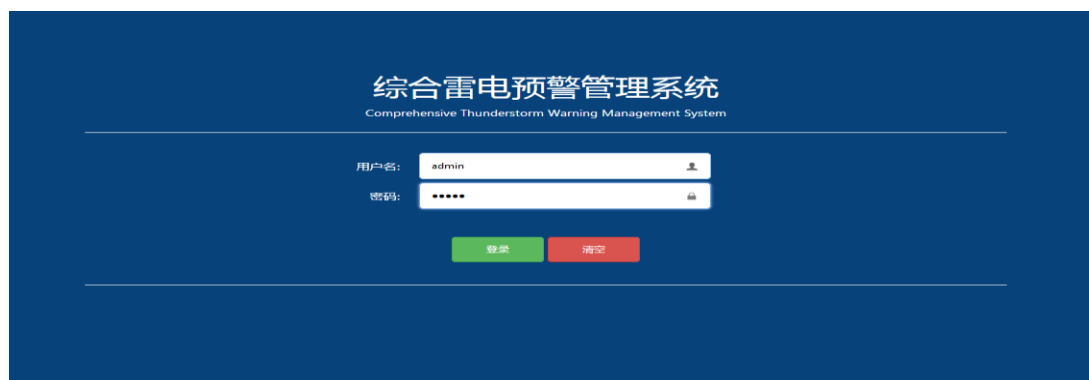 综合雷电预警管理系统
Comprehensive Thunderstorm Warning Management System
用户名: admin
密码: •••••
登录 清空